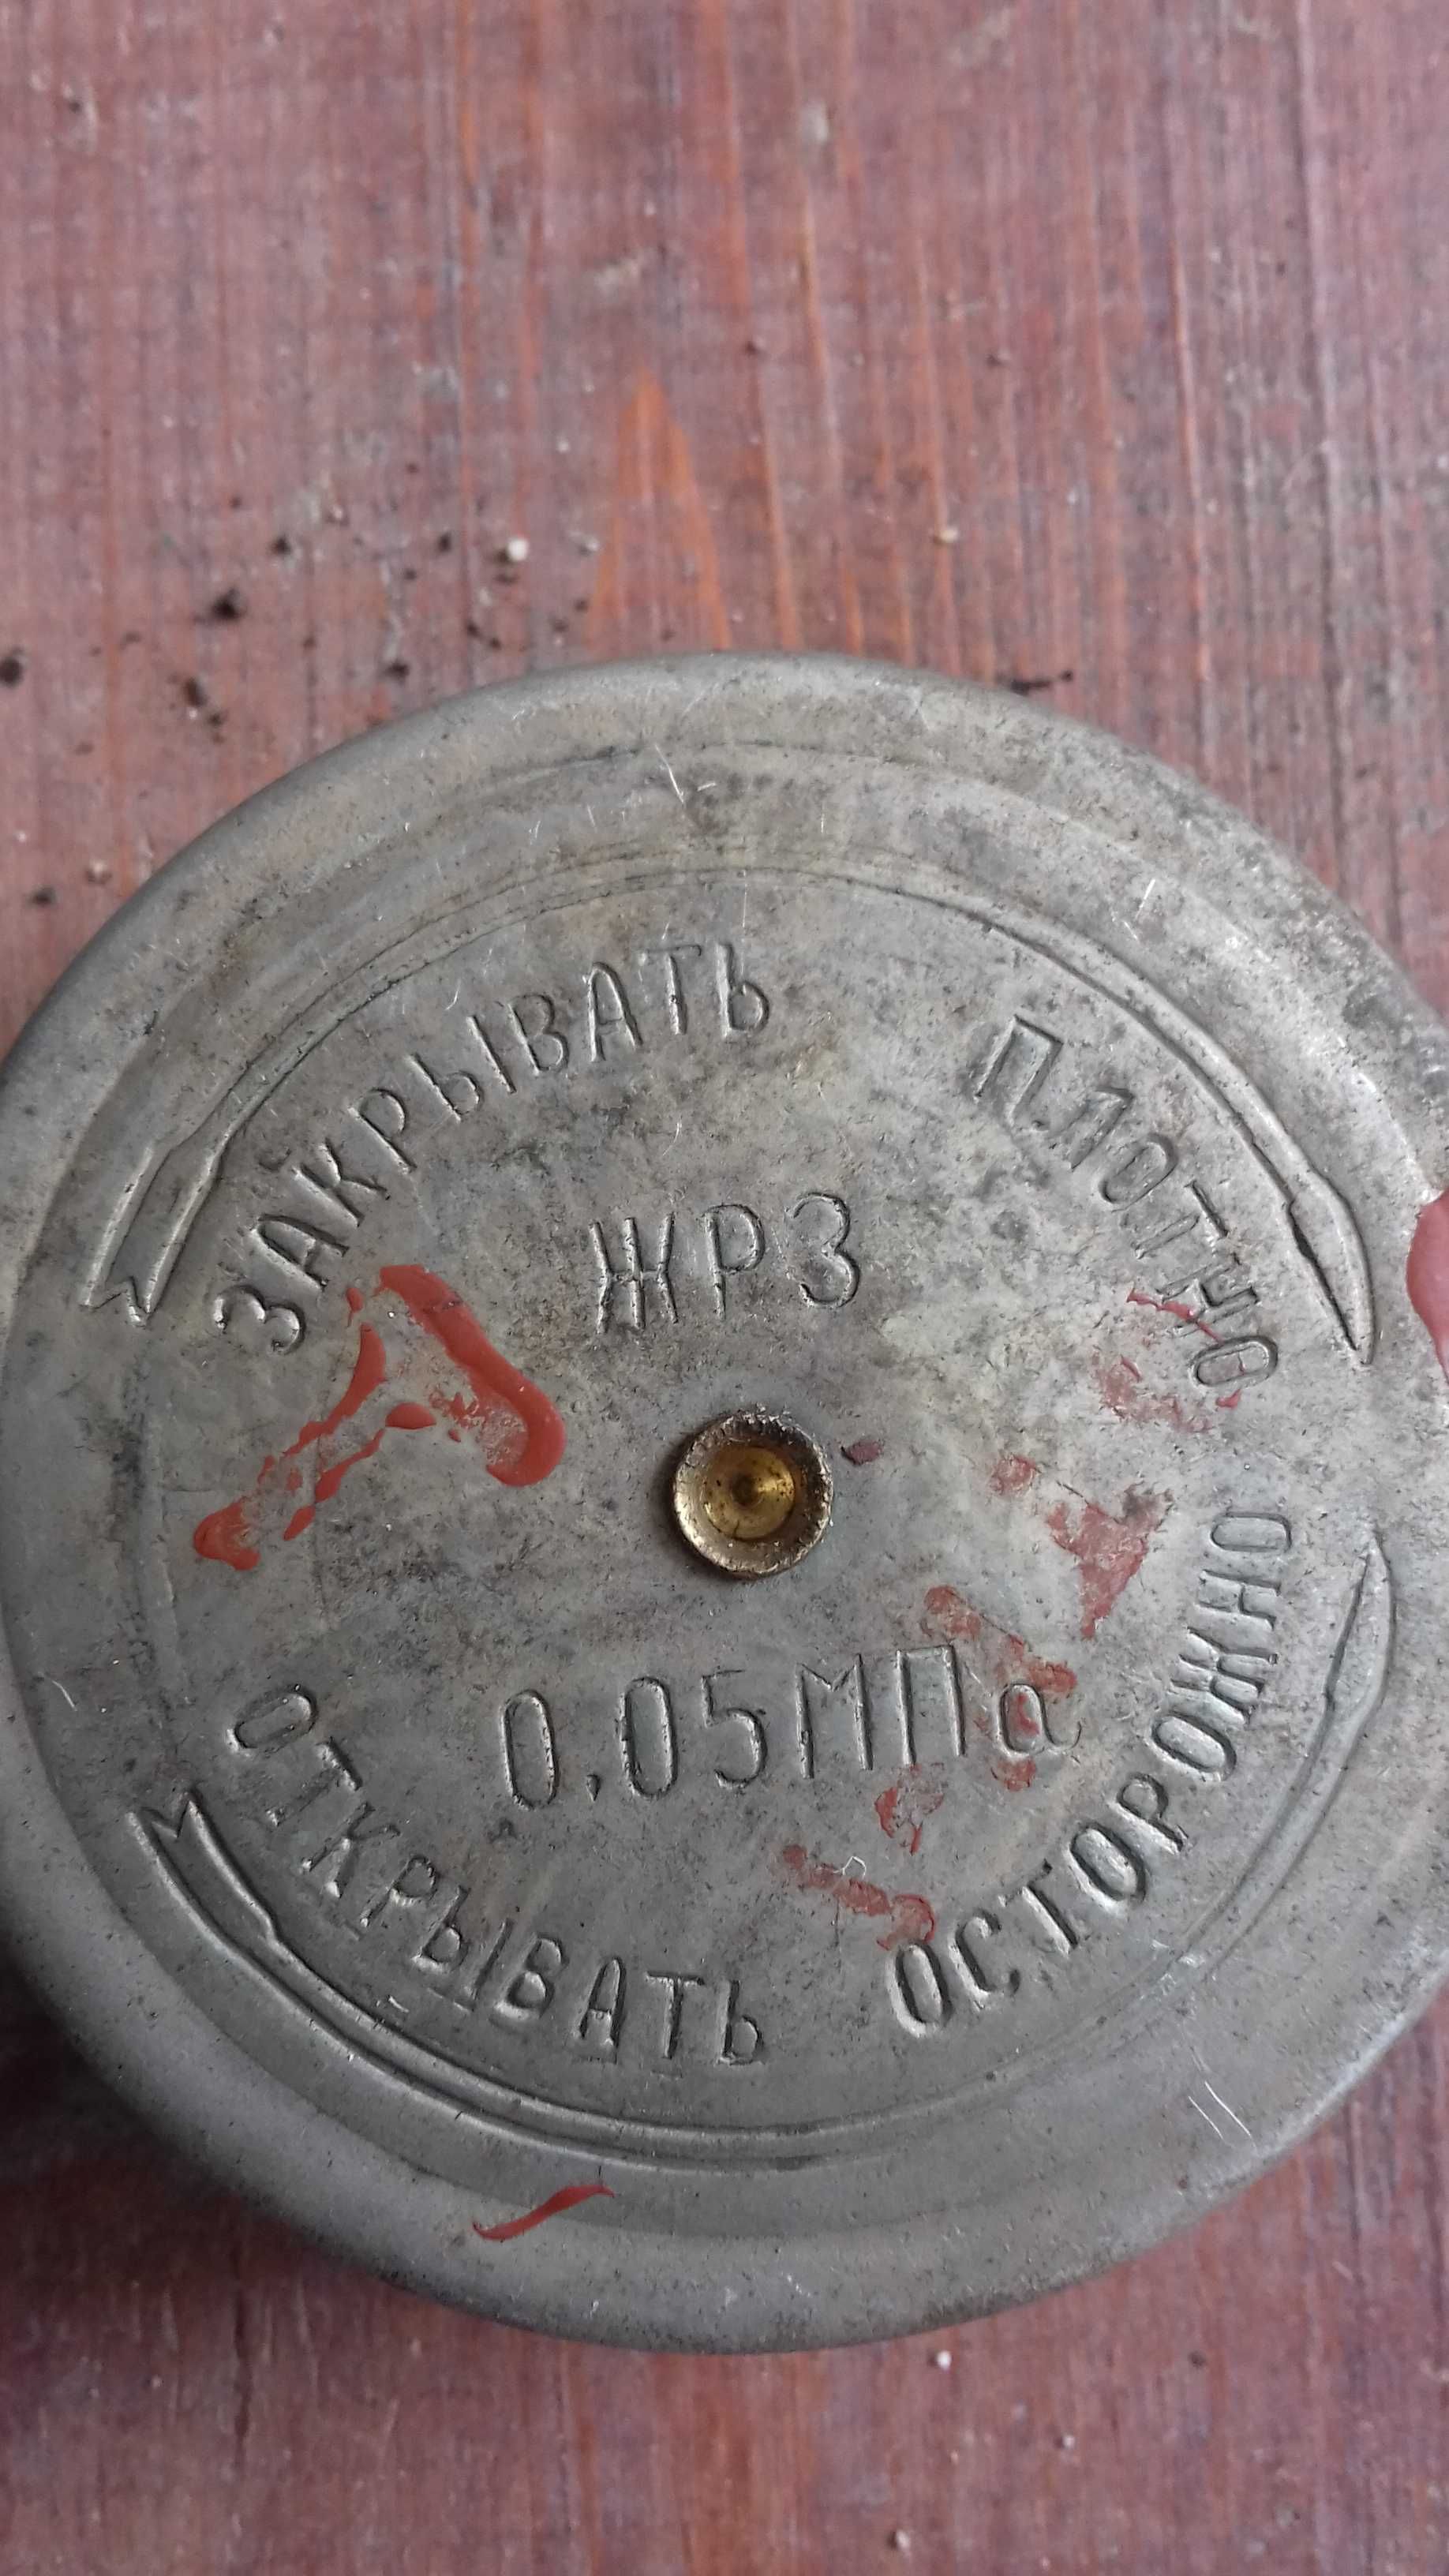 ЗАКРЫВАТЬ ПЛОТНО
ЖРЗ
0,05МПа
ОТКРЫВАТЬ ОСТОРОЖНО